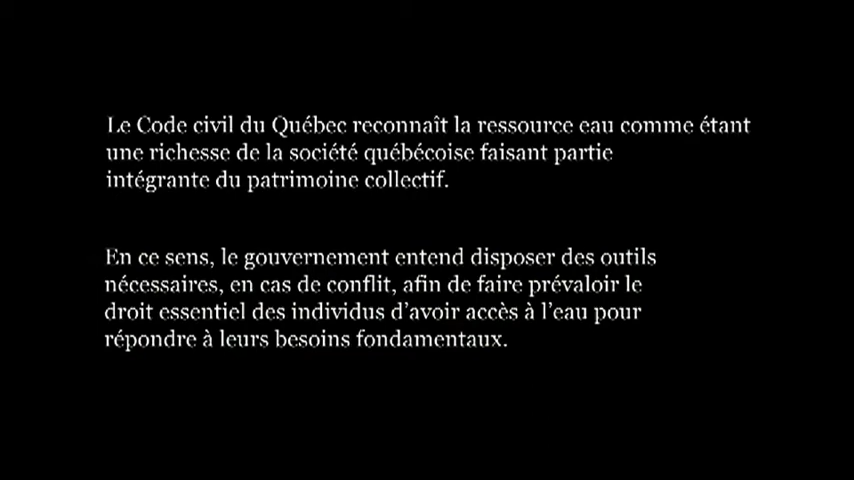 Le Code civil du Québec reconnaît la ressource eau comme étant
une richesse de la société québécoise faisant partie
intégrante du patrimoine collectif.
En ce sens, le gouvernement entend disposer des outils
nécessaires, en cas de conflit, afin de faire prévaloir le
droit essentiel des individus d’avoir accès à l’eau pour
répondre à leurs besoins fondamentaux.